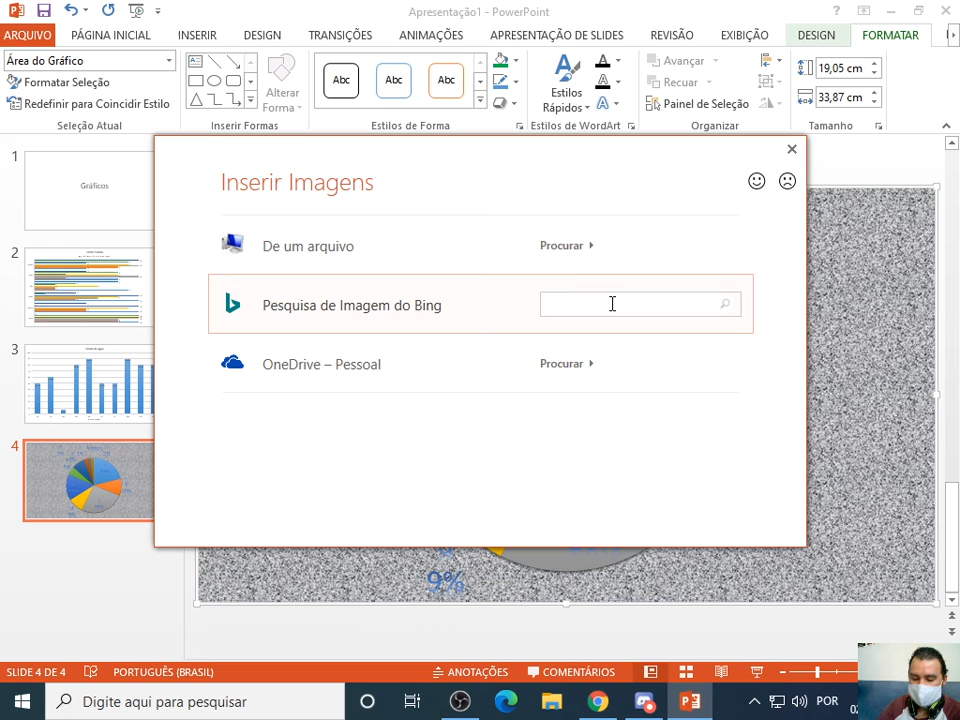 Apresentação1 - PowerPoint
ARQUIVO PÁGINA INICIAL INSERIR DESIGN TRANSIÇÕES ANIMAÇÕES APRESENTAÇÃO DE SLIDES REVISÃO EXIBIÇÃO DESIGN FORMATAR
Área do Gráfico
Formatar Seleção
Redefinir para Coincidir Estilo
Seleção Atual
Alterar
Forma
Inserir Formas
Abc Abc Abc
Estilos de Forma
Estilos
Rápidos
Estilos de WordArt
Avançar
Recuar
Painel de Seleção
Organizar
19,05 cm
33,87 cm
Tamanho
1
Gráficos
2
3
4
Inserir Imagens
De um arquivo Procurar
Pesquisa de Imagem do Bing
OneDrive – Pessoal Procurar
9%
SLIDE 4 DE 4 PORTUGUÊS (BRASIL) ANOTAÇÕES COMENTÁRIOS
Digite aqui para pesquisar
POR